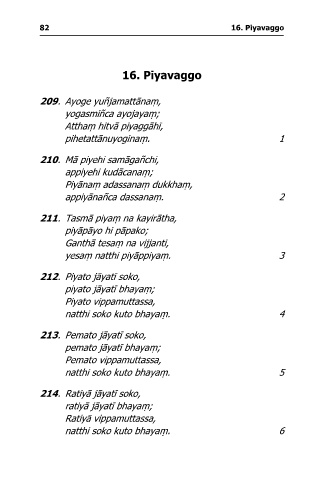 82 16. Piyavaggo
16. Piyavaggo
209. Ayoge yuñjamattānaṃ,
yogasmiñca ayojayaṃ;
Atthaṃ hitvā piyaggāhi,
pihetattānuyoginaṃ. 1
210. Mā piyehi samāgañchi,
appiyehi kudācanaṃ;
Piyānaṃ adassanaṃ dukkhaṃ,
appiyānañca dassanaṃ. 2
211. Tasmā piyaṃ na kayirātha,
piyāpāyo hi pāpako;
Ganthā tesaṃ na vijjanti,
yesaṃ natthi piyāppiyaṃ. 3
212. Piyato jāyatī soko,
piyato jāyatī bhayaṃ;
Piyato vippamuttassa,
natthi soko kuto bhayaṃ. 4
213. Pemato jāyatī soko,
pemato jāyatī bhayaṃ;
Pemato vippamuttassa,
natthi soko kuto bhayaṃ. 5
214. Ratiyā jāyatī soko,
ratiyā jāyatī bhayaṃ;
Ratiyā vippamuttassa,
natthi soko kuto bhayaṃ. 6